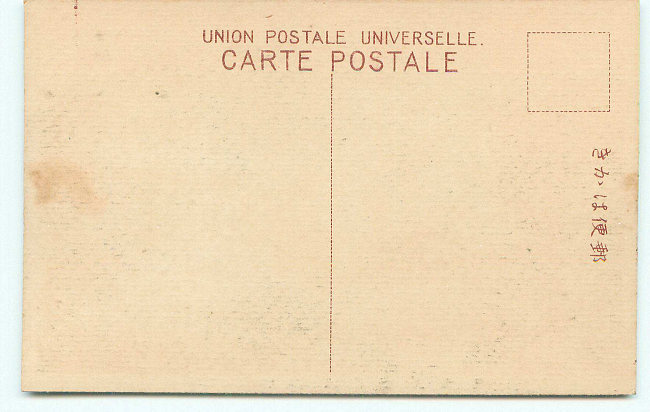 UNION POSTALE UNIVERSELLE.
CARTE POSTALE
郵便はかき